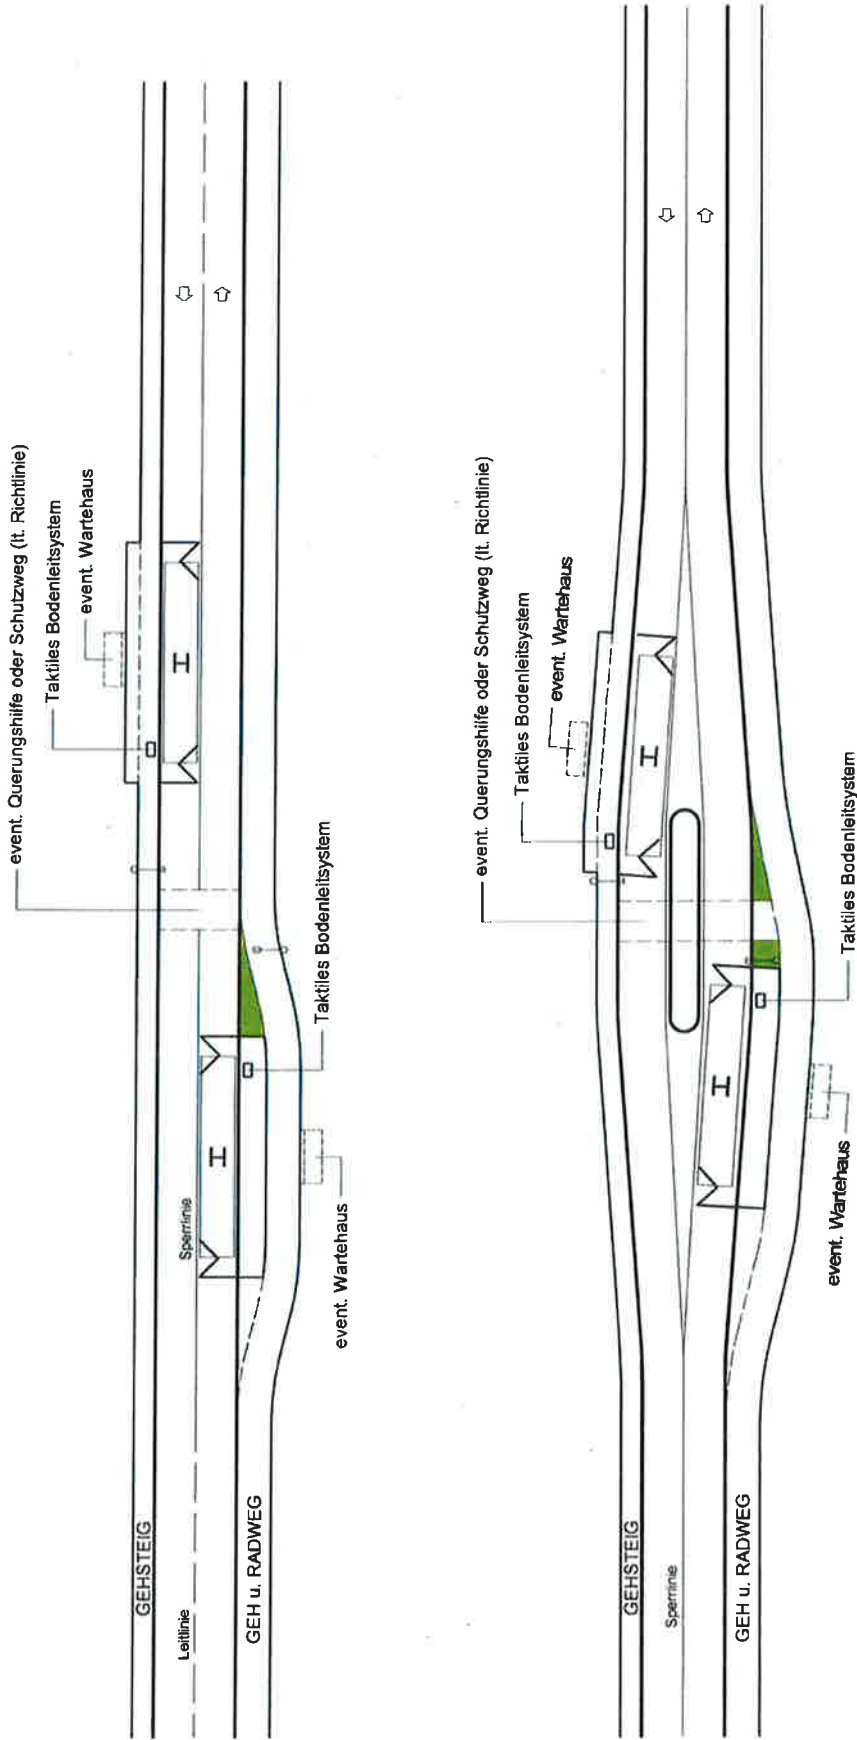 event. Querungshilfe oder Schutzweg (lt. Richtlinie)
Taktiles Bodenleitsystem
event. Wartehaus
H
GEHSTEIG
Leitlinie
Sperrlinie
H
GEH u. RADWEG
Taktiles Bodenleitsystem
event. Wartehaus
event. Querungshilfe oder Schutzweg (lt. Richtlinie)
Taktiles Bodenleitsystem
event. Wartehaus
H
GEHSTEIG
Sperrlinie
H
GEH u. RADWEG
Taktiles Bodenleitsystem
event. Wartehaus